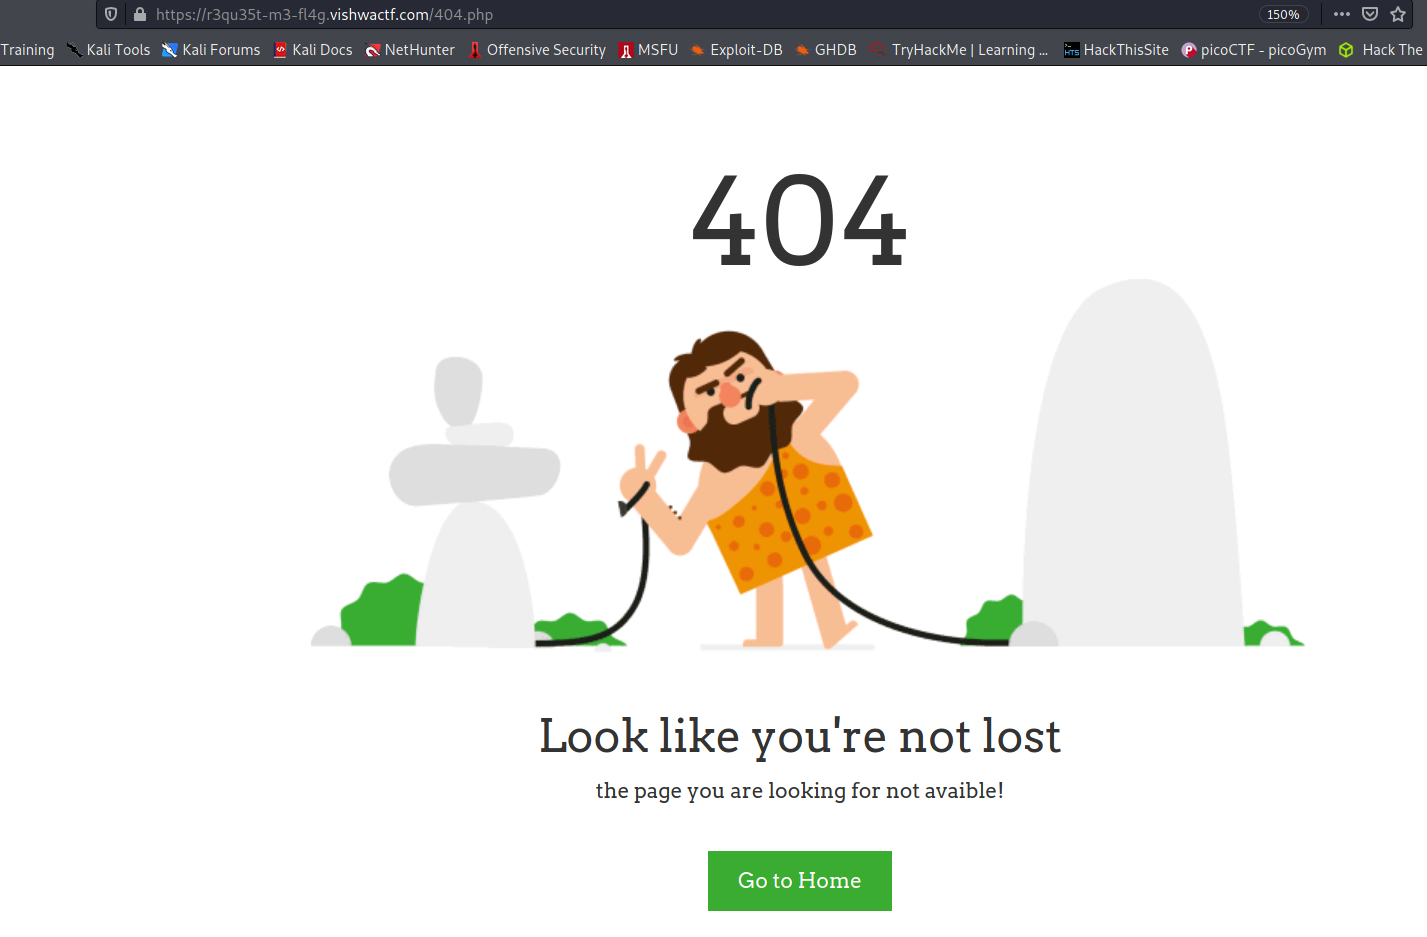 https://r3qu35t-m3-fl4g.vishwactf.com/404.php 150%
Training Kali Tools Kali Forums Kali Docs NetHunter Offensive Security MSFU Exploit-DB GHDB TryHackMe | Learning ... HTS HackThisSite picoCTF - picoGym Hack The
404
Look like you're not lost
the page you are looking for not avaible!
Go to Home